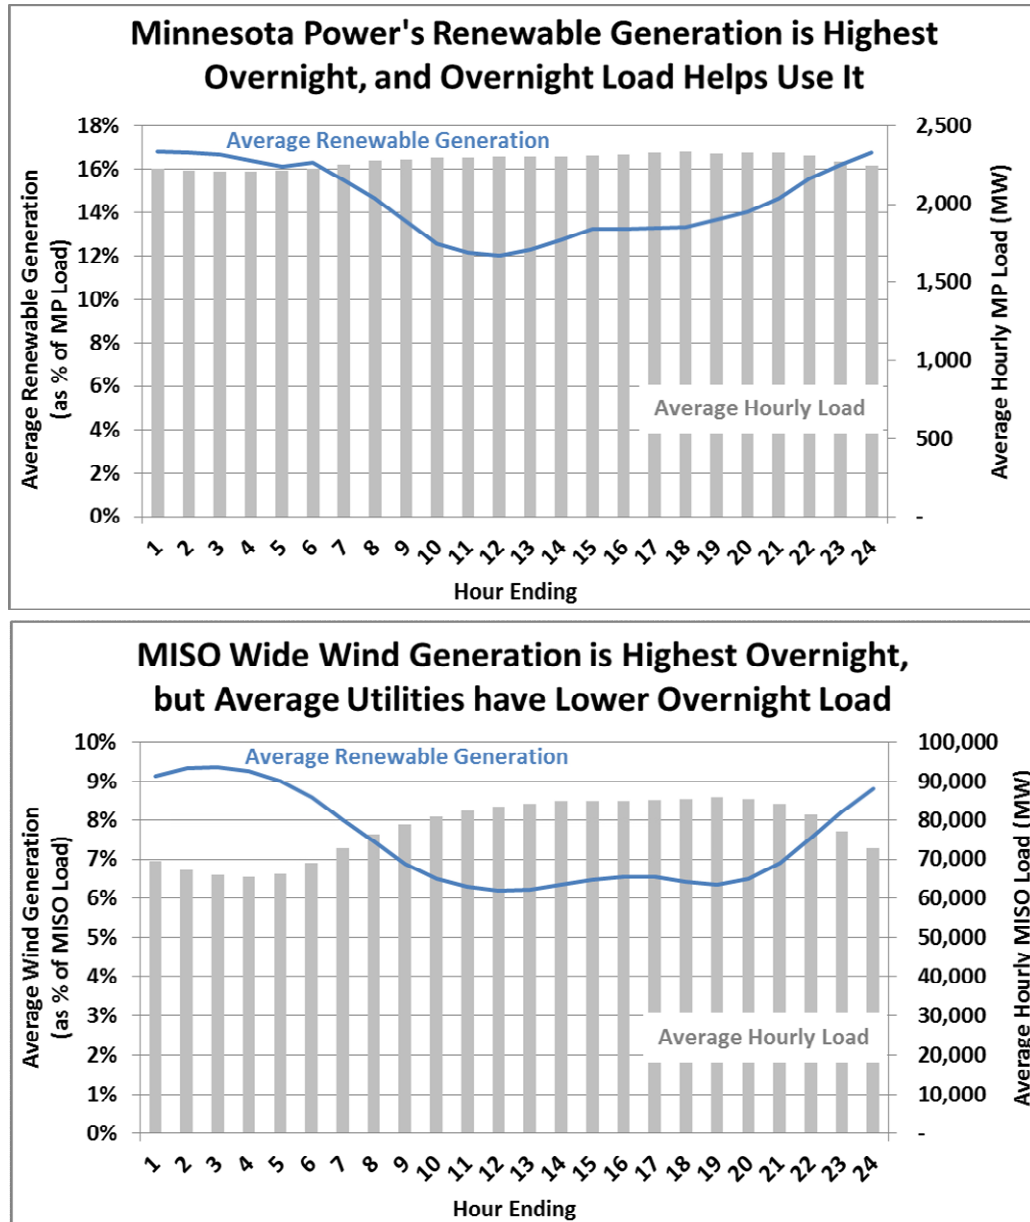 Minnesota Power's Renewable Generation is Highest
Overnight, and Overnight Load Helps Use It
Average Renewable Generation
(as % of MP Load)
18%
16%
14%
12%
10%
8%
6%
4%
2%
0%
Average Renewable Generation
Average Hourly Load
2,500
2,000
1,500
1,000
500
-
Average Hourly MP Load (MW)
1 2 3 4 5 6 7 8 9 10 11 12 13 14 15 16 17 18 19 20 21 22 23 24
Hour Ending
MISO Wide Wind Generation is Highest Overnight,
but Average Utilities have Lower Overnight Load
Average Wind Generation
(as % of MISO Load)
10%
9%
8%
7%
6%
5%
4%
3%
2%
1%
0%
Average Renewable Generation
Average Hourly Load
100,000
90,000
80,000
70,000
60,000
50,000
40,000
30,000
20,000
10,000
-
Average Hourly MISO Load (MW)
1 2 3 4 5 6 7 8 9 10 11 12 13 14 15 16 17 18 19 20 21 22 23 24
Hour Ending